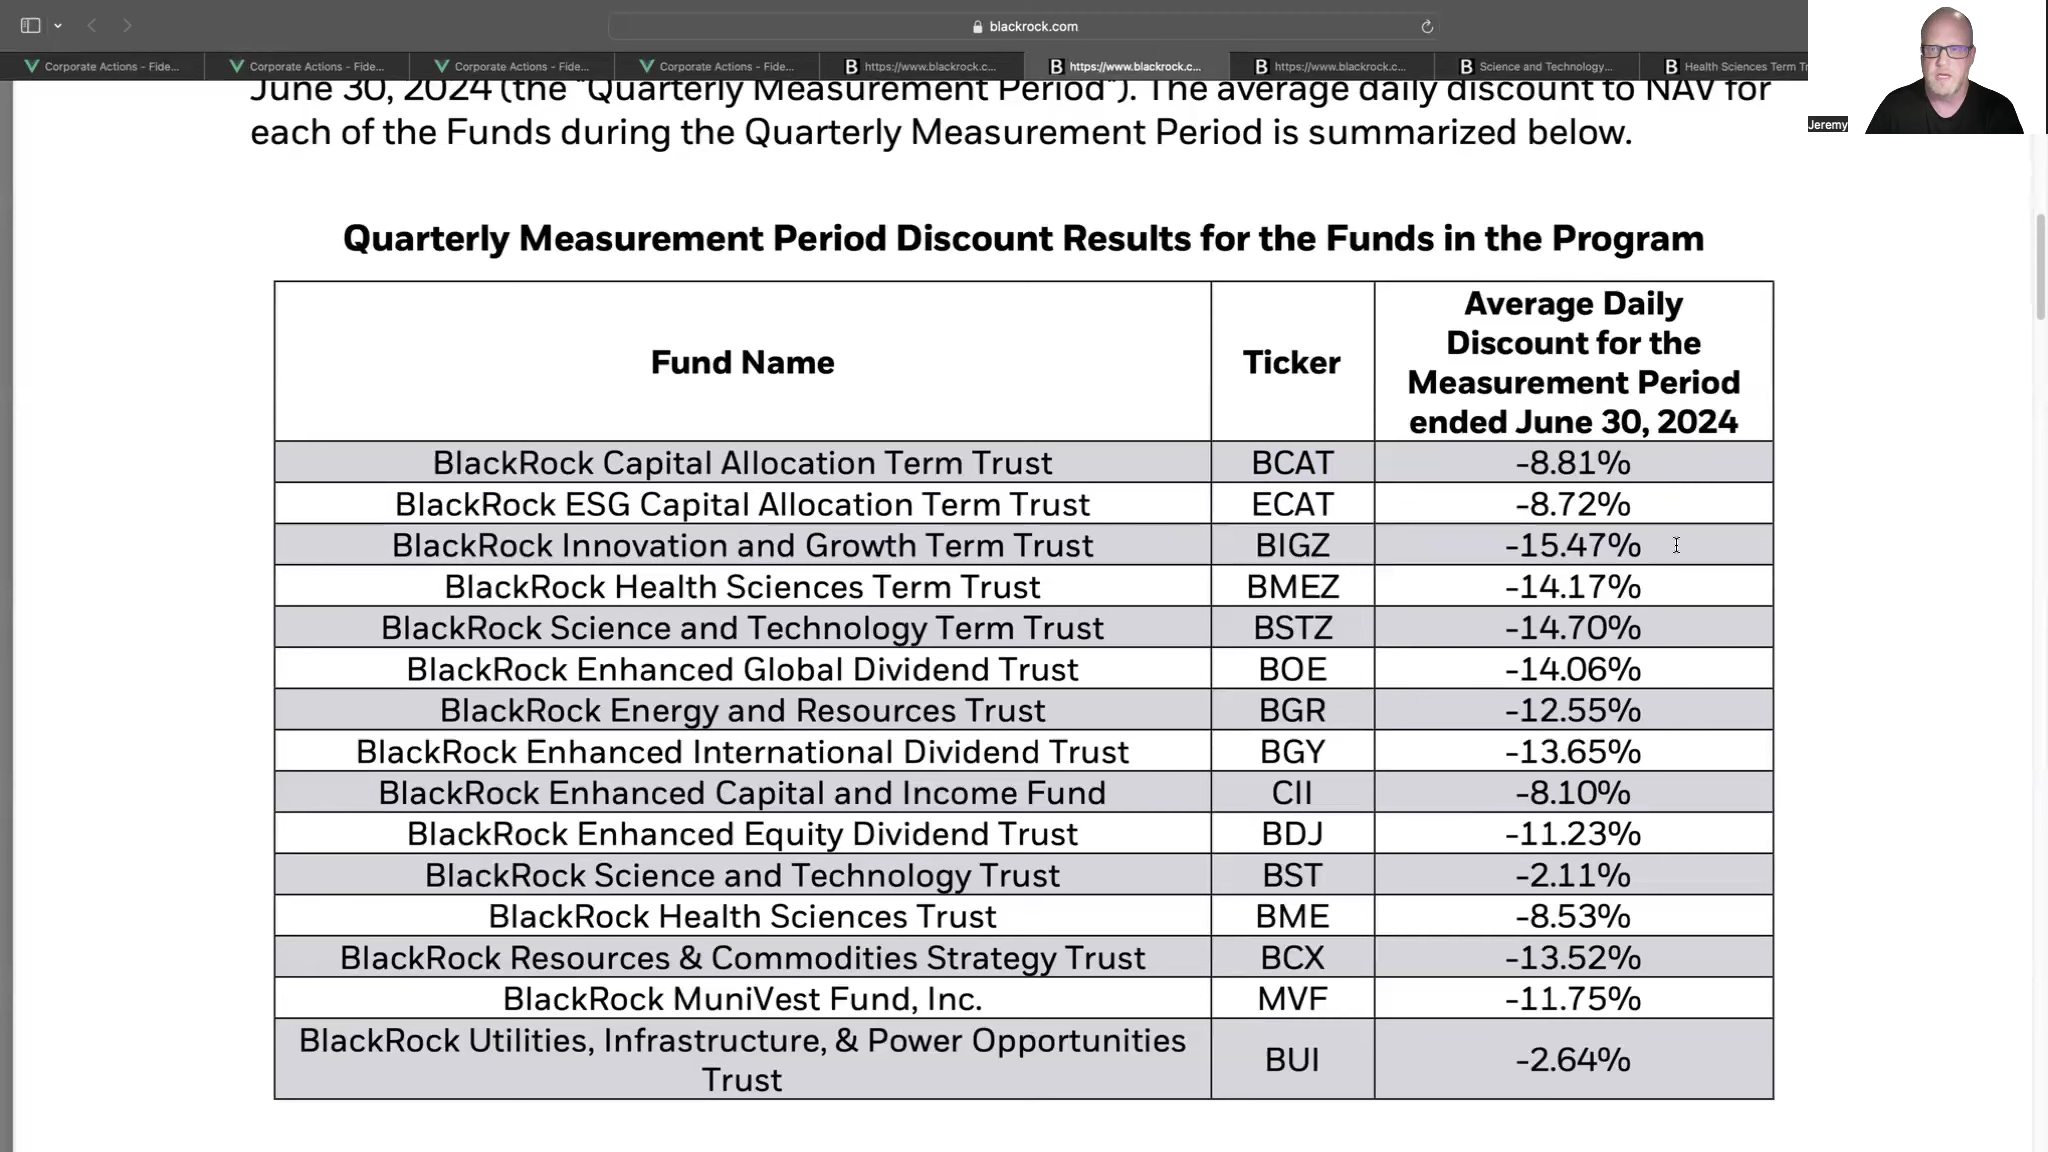 blackrock.com
Corporate Actions - Fide...
Corporate Actions - Fide...
Corporate Actions - Fide...
Corporate Actions - Fide...
https://www.blackrock.c...
https://www.blackrock.c...
https://www.blackrock.c...
Science and Technology...
Health Sciences Term Tr
Jeremy
June 30, 2024 (the "Quarterly Measurement Period"). The average daily discount to NAV for
each of the Funds during the Quarterly Measurement Period is summarized below.
Quarterly Measurement Period Discount Results for the Funds in the Program
Fund Name
Ticker
Average Daily
Discount for the
Measurement Period
ended June 30, 2024
BlackRock Capital Allocation Term Trust BCAT -8.81%
BlackRock ESG Capital Allocation Term Trust ECAT -8.72%
BlackRock Innovation and Growth Term Trust BIGZ -15.47%
BlackRock Health Sciences Term Trust BMEZ -14.17%
BlackRock Science and Technology Term Trust BSTZ -14.70%
BlackRock Enhanced Global Dividend Trust BOE -14.06%
BlackRock Energy and Resources Trust BGR -12.55%
BlackRock Enhanced International Dividend Trust BGY -13.65%
BlackRock Enhanced Capital and Income Fund CII -8.10%
BlackRock Enhanced Equity Dividend Trust BDJ -11.23%
BlackRock Science and Technology Trust BST -2.11%
BlackRock Health Sciences Trust BME -8.53%
BlackRock Resources & Commodities Strategy Trust BCX -13.52%
BlackRock MuniVest Fund, Inc. MVF -11.75%
BlackRock Utilities, Infrastructure, & Power Opportunities
Trust
BUI -2.64%